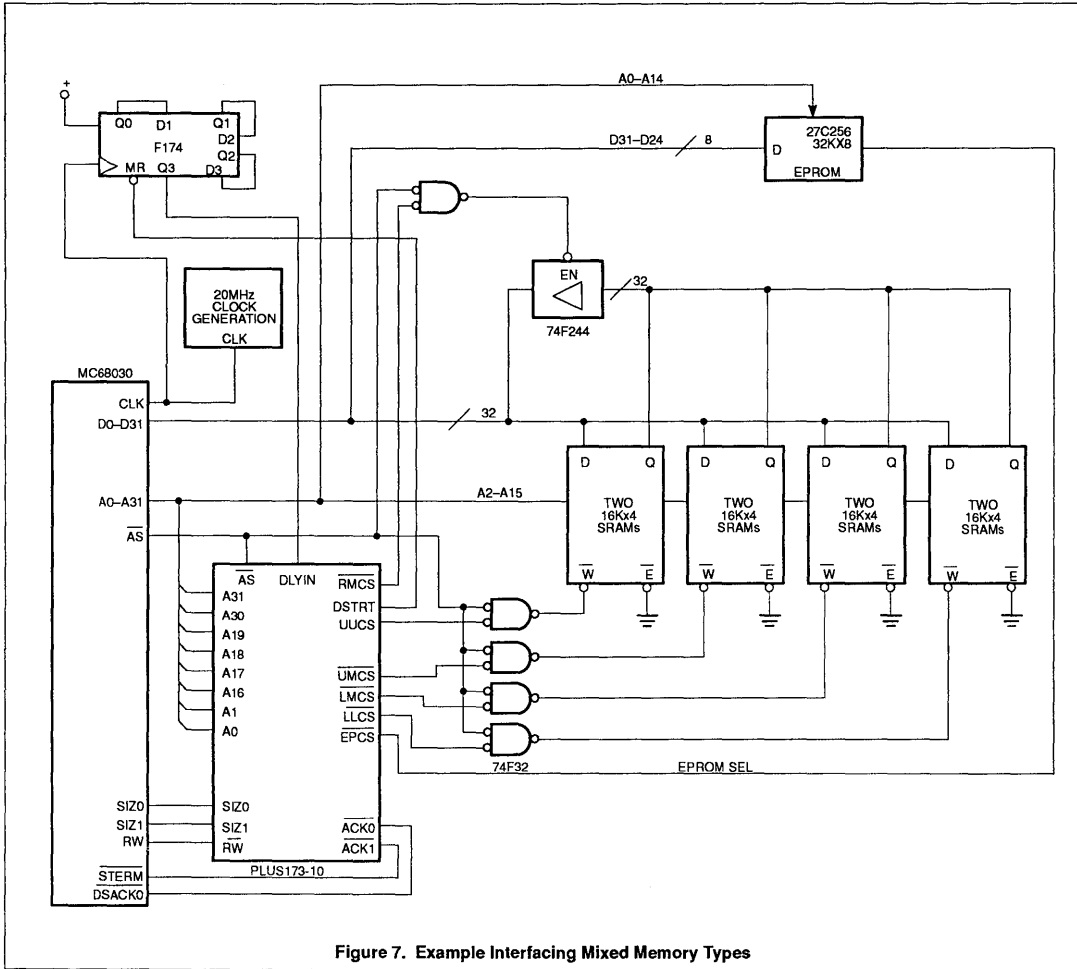 A0–A14
+
Q0 D1 Q1
D2
F174
Q2
MR Q3 D3
D31–D24 8
27C256
32KX8
D
EPROM
20MHz
CLOCK
GENERATION
CLK
EN
32
74F244
MC68030
CLK
D0–D31
32
D Q
D Q
D Q
D Q
A0–A31
A2–A15
TWO
16Kx4
SRAMs
TWO
16Kx4
SRAMs
TWO
16Kx4
SRAMs
TWO
16Kx4
SRAMs
AS
W E
W E
W E
W E
AS DLYIN
RMCS
A31
DSTRT
A30
UUCS
A19
A18
A17
UMCS
A16
LMCS
A1
LLCS
A0
EPCS
74F32
EPROM SEL
SIZ0 SIZ0
SIZ1 SIZ1
RW RW
ACK0
ACK1
STERM
PLUS173-10
DSACK0
Figure 7. Example Interfacing Mixed Memory Types